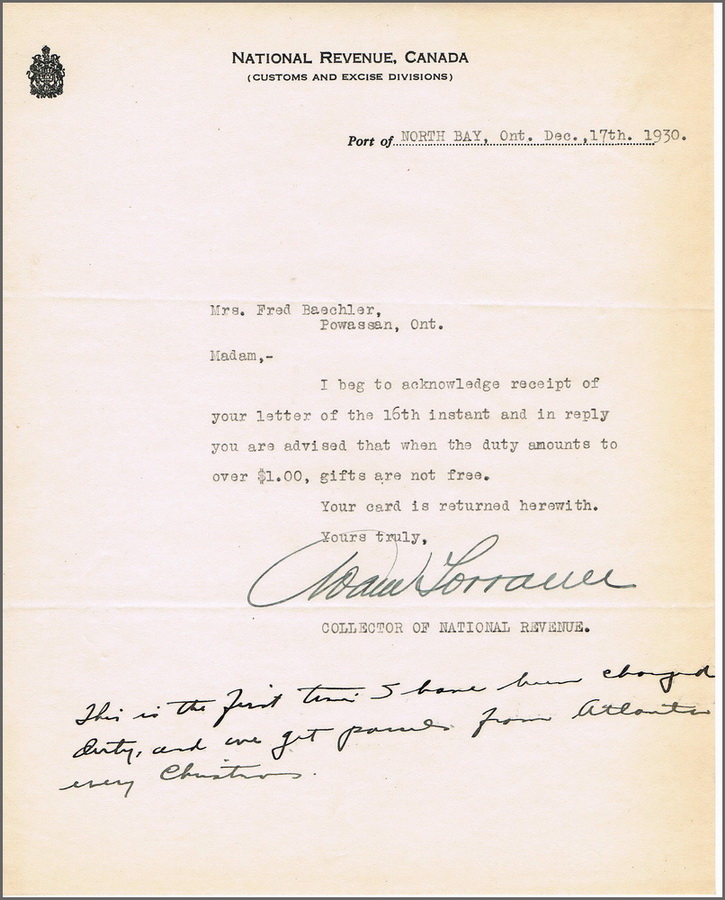 NATIONAL REVENUE, CANADA
(CUSTOMS AND EXCISE DIVISIONS)
Port of NORTH BAY, Ont. Dec.,17th. 1930.
Mrs. Fred Baechler,
Powassan, Ont.
Madam,-
I beg to acknowledge receipt of
your letter of the 16th instant and in reply
you are advised that when the duty amounts to
over $1.00, gifts are not free.
Your card is returned herewith.
Yours truly,
Adam Lorraine
COLLECTOR OF NATIONAL REVENUE.
This is the first time I have been charged
duty, and we get parcels from Atlanta
every Christmas.